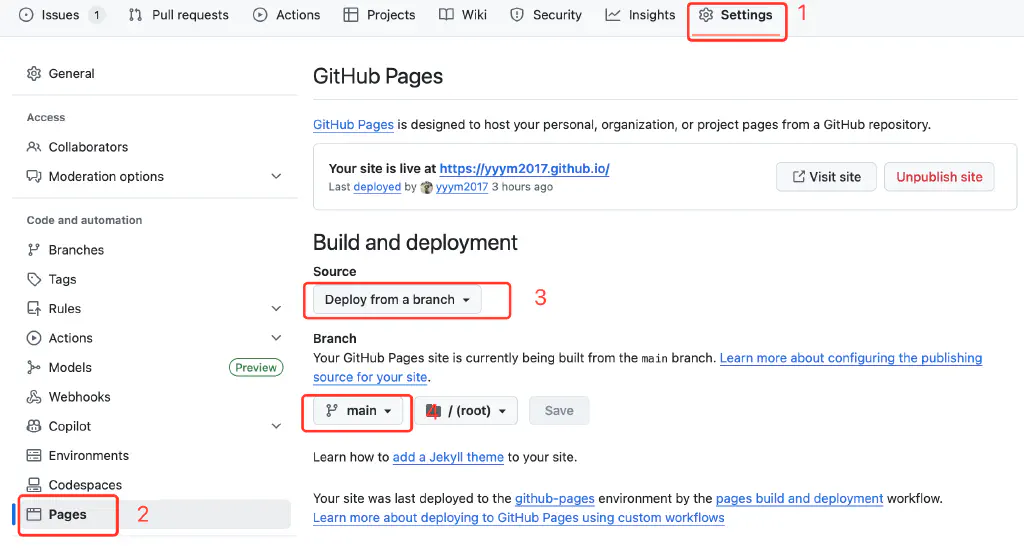 Issues 1 Pull requests Actions Projects Wiki Security Insights Settings 1
General
Access
Collaborators
Moderation options
Code and automation
Branches
Tags
Rules
Actions
Models Preview
Webhooks
Copilot
Environments
Codespaces
Pages 2
GitHub Pages
GitHub Pages is designed to host your personal, organization, or project pages from a GitHub repository.
Your site is live at https://yyym2017.github.io/
Last deployed by yyym2017 3 hours ago
Visit site Unpublish site
Build and deployment
Source
Deploy from a branch 3
Branch
Your GitHub Pages site is currently being built from the main branch. Learn more about configuring the publishing
source for your site.
main 4 / (root) Save
Learn how to add a Jekyll theme to your site.
Your site was last deployed to the github-pages environment by the pages build and deployment workflow.
Learn more about deploying to GitHub Pages using custom workflows